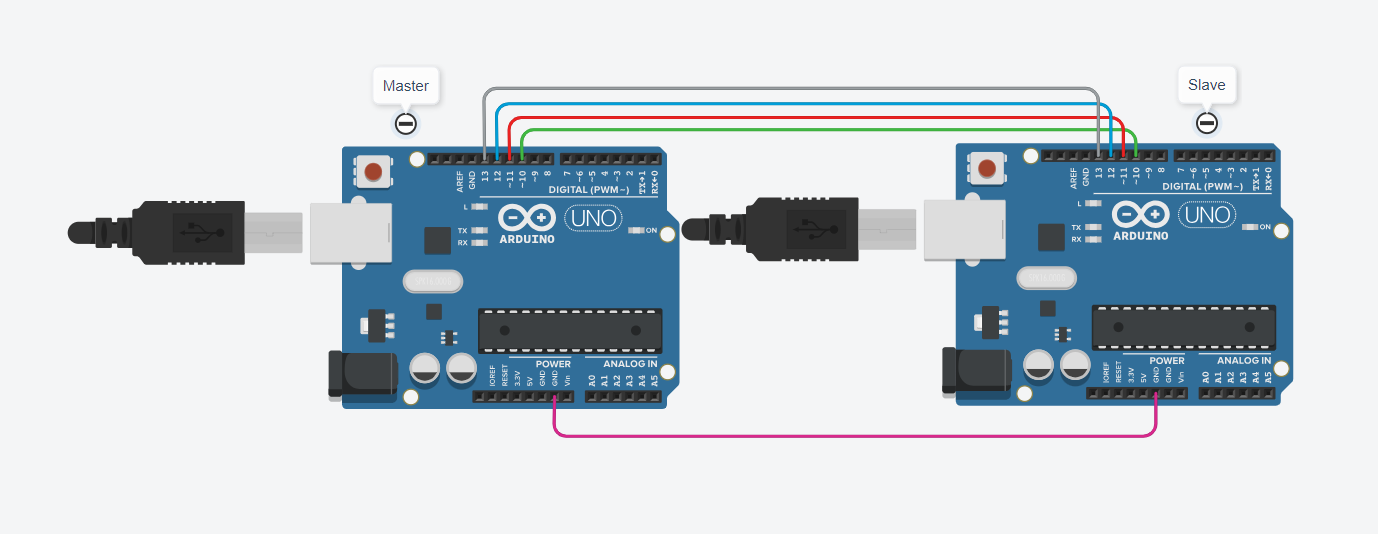 Master
Slave
AREF
GND
13
12
~11
~10
~9
8
7
~6
~5
4
~3
2
TX→1
RX←0
DIGITAL (PWM~)
L
TX
RX
ON
UNO
ARDUINO
POWER
ANALOG IN
IOREF
RESET
3.3V
5V
GND
GND
Vin
A0
A1
A2
A3
A4
A5
AREF
GND
13
12
~11
~10
~9
8
7
~6
~5
4
~3
2
TX→1
RX←0
DIGITAL (PWM~)
L
TX
RX
ON
UNO
ARDUINO
POWER
ANALOG IN
IOREF
RESET
3.3V
5V
GND
GND
Vin
A0
A1
A2
A3
A4
A5